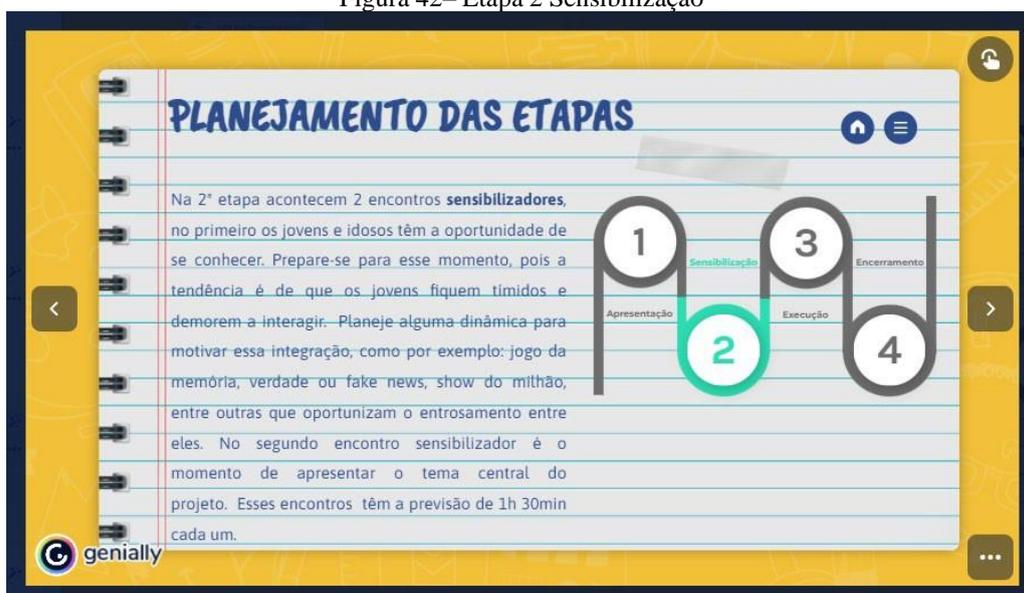 Figura 42– Etapa 2 Sensibilização
PLANEJAMENTO DAS ETAPAS
Na 2ª etapa acontecem 2 encontros sensibilizadores,
no primeiro os jovens e idosos têm a oportunidade de
se conhecer. Prepare-se para esse momento, pois a
tendência é de que os jovens fiquem tímidos e
demorem a interagir. Planeje alguma dinâmica para
motivar essa integração, como por exemplo: jogo da
memória, verdade ou fake news, show do milhão,
entre outras que oportunizam o entrosamento entre
eles. No segundo encontro sensibilizador é o
momento de apresentar o tema central do
projeto. Esses encontros têm a previsão de 1h 30min
cada um.
1
Apresentação
Sensibilização
2
3
Execução
Encerramento
4
genially